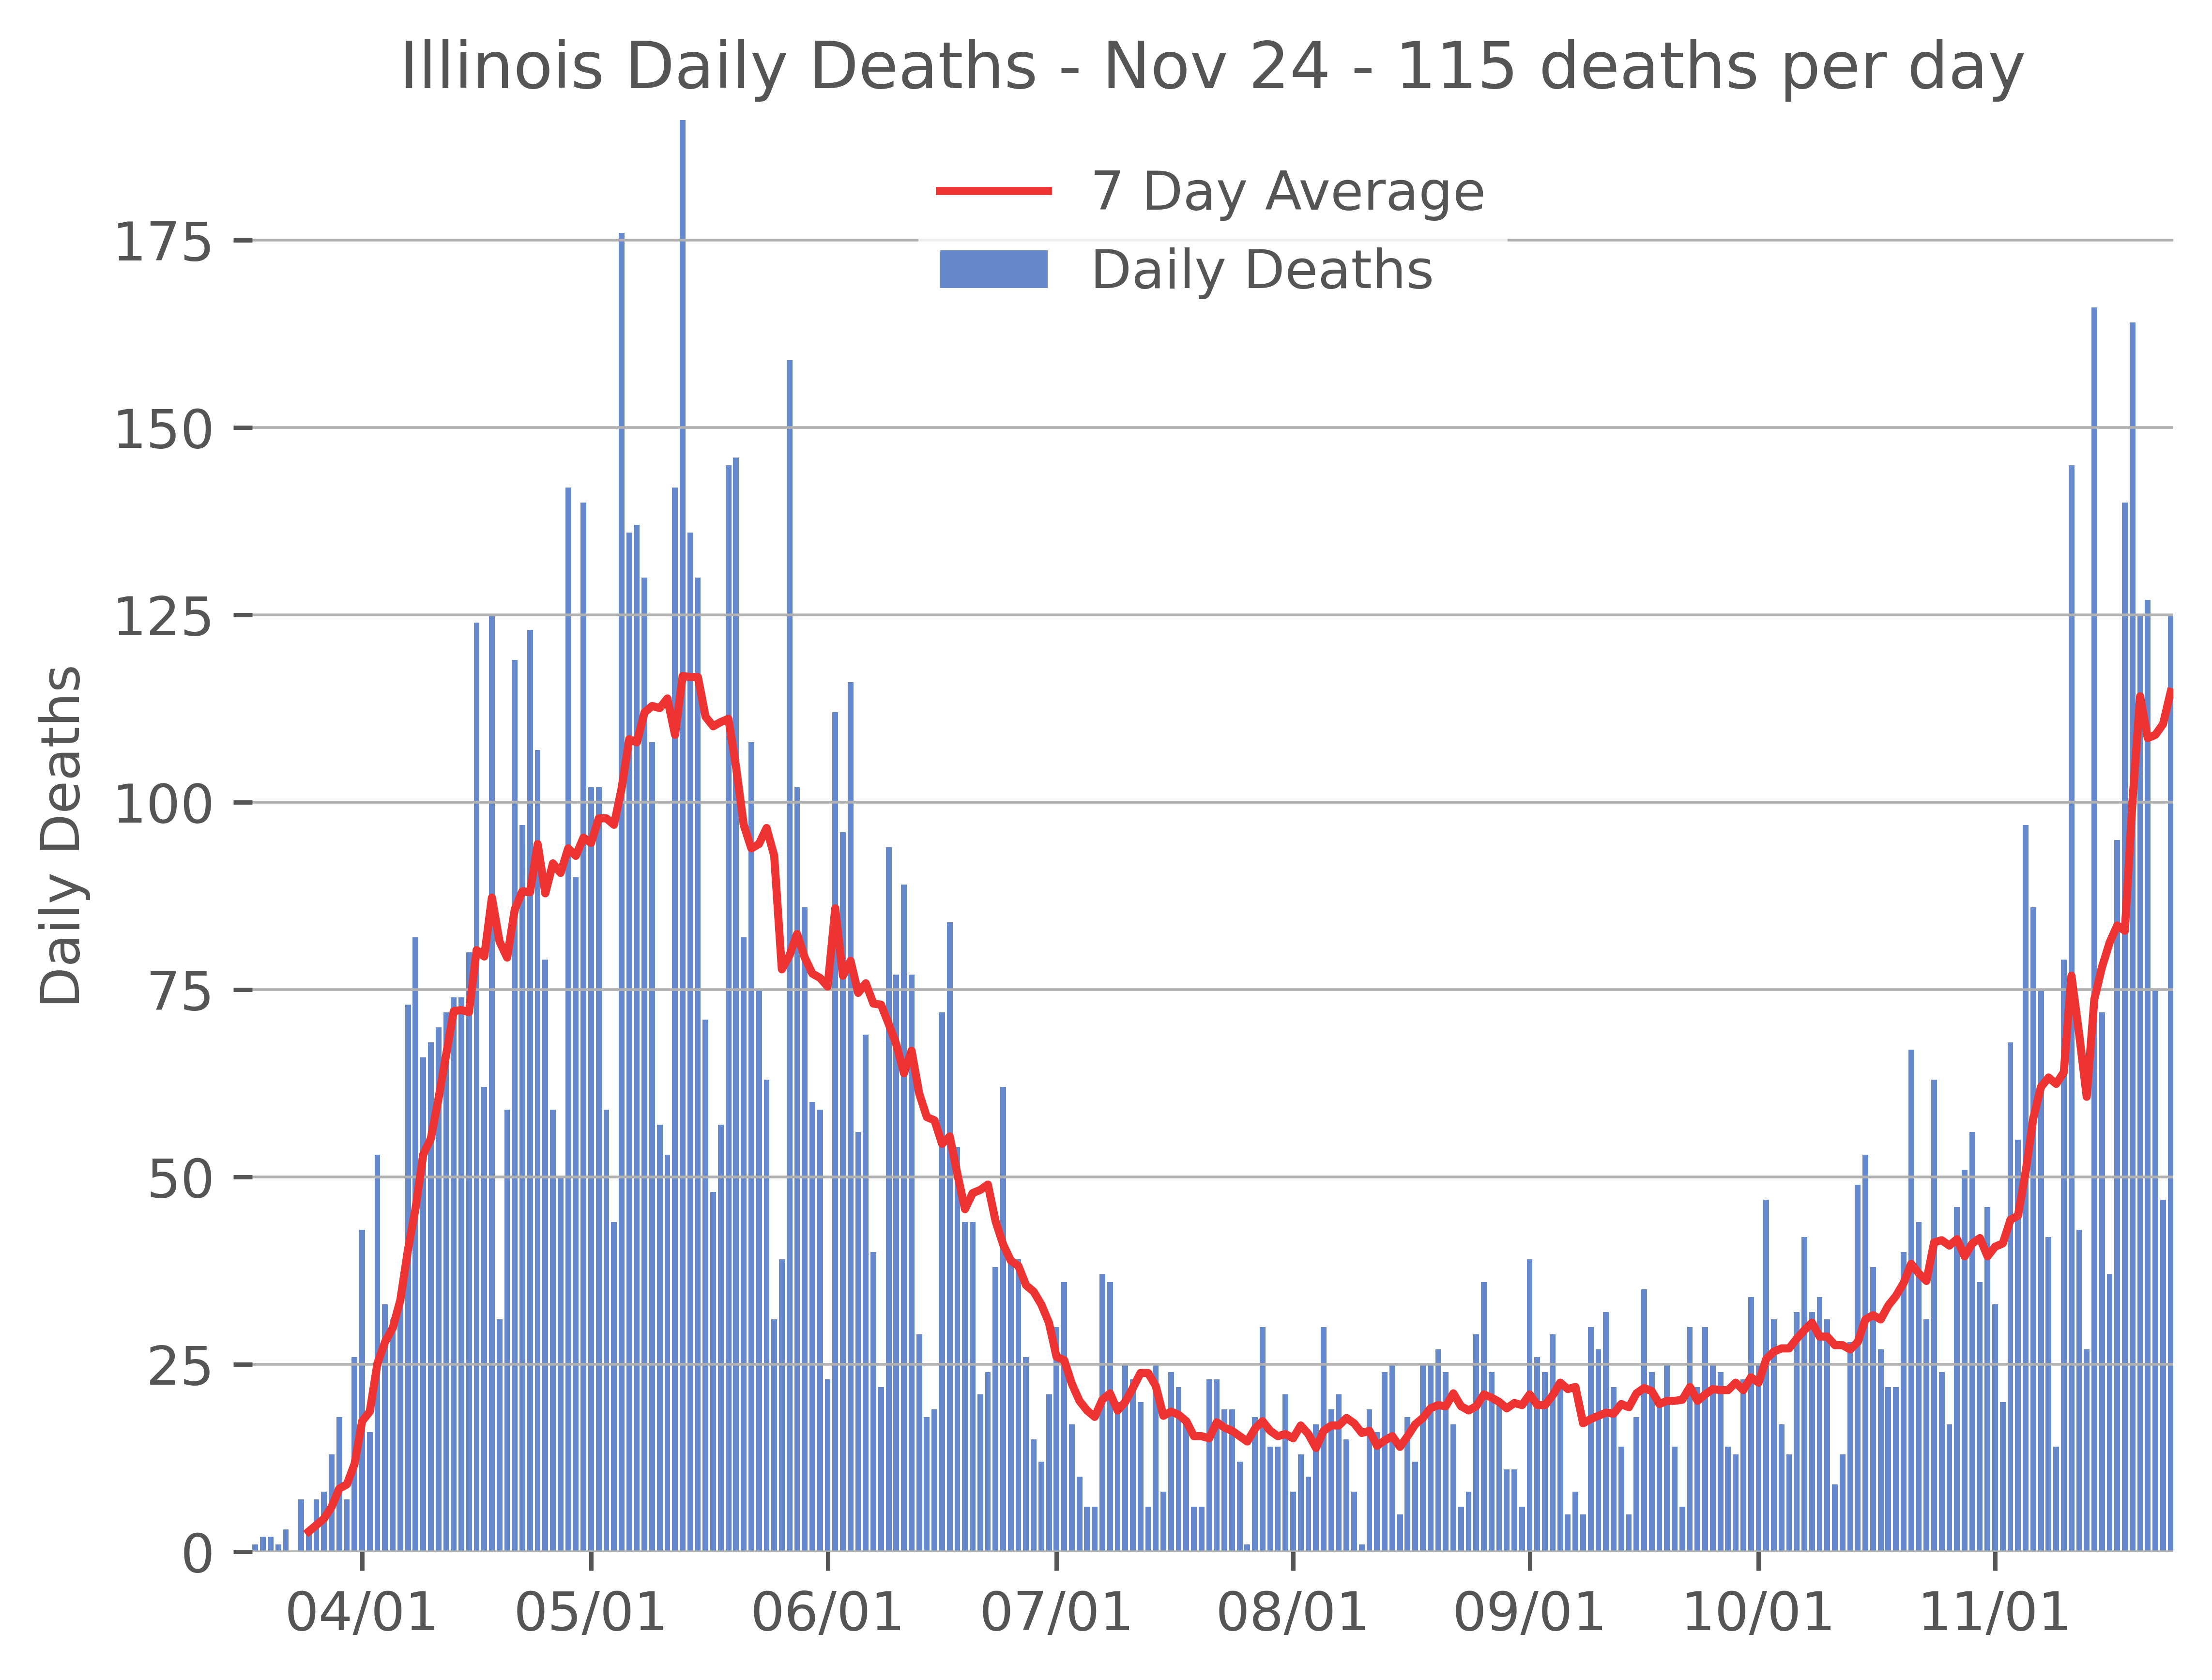 Illinois Daily Deaths - Nov 24 - 115 deaths per day
7 Day Average
Daily Deaths
175
150
125
100
75
50
25
0
Daily Deaths
04/01 05/01 06/01 07/01 08/01 09/01 10/01 11/01